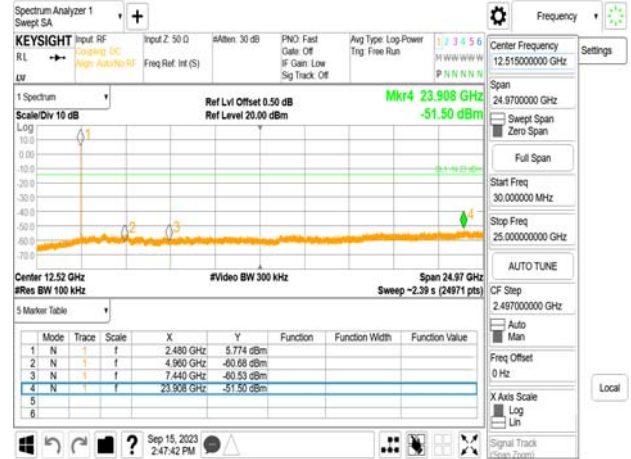 Spectrum Analyzer 1
Swept SA
Frequency
KEYSIGHT
RL
Input: RF
Coupling: DC
Align: Auto/No RF
Input Z: 50 Ω
Freq Ref: Int (S)
#Atten: 30 dB
PNO: Fast
Gate: Off
IF Gain: Low
Sig Track: Off
Avg Type: Log-Power
Trig: Free Run
1 2 3 4 5 6
M W W W W W
P N N N N N
1 Spectrum
Scale/Div 10 dB
Ref Lvl Offset 0.50 dB
Ref Level 20.00 dBm
Mkr4 23.908 GHz
-51.50 dBm
Log
10.0
0.00
-10.0
-20.0
-30.0
-40.0
-50.0
-60.0
-70.0
1
2
3
4
Center 12.52 GHz
#Res BW 100 kHz
#Video BW 300 kHz
Span 24.97 GHz
Sweep ~2.39 s (24971 pts)
5 Marker Table
Mode Trace Scale X Y Function Function Width Function Value
1 N 1 f 2.480 GHz 5.774 dBm
2 N 1 f 4.960 GHz -60.68 dBm
3 N 1 f 7.440 GHz -60.53 dBm
4 N 1 f 23.908 GHz -51.50 dBm
5
6
Sep 15, 2023
2:47:42 PM
Center Frequency
12.515000000 GHz
Settings
Span
24.9700000 GHz
Swept Span
Zero Span
Full Span
Start Freq
30.000000 MHz
Stop Freq
25.000000000 GHz
AUTO TUNE
CF Step
2.497000000 GHz
Auto
Man
Freq Offset
0 Hz
X Axis Scale
Log
Lin
Local
Signal Track
(Span Zoom)